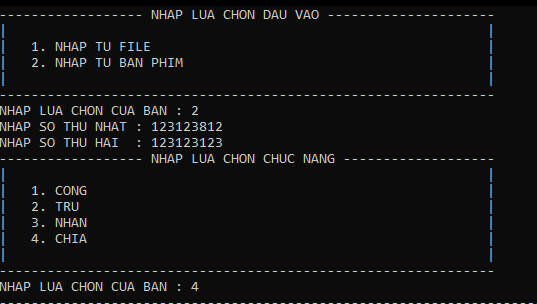 ------------------ NHAP LUA CHON DAU VAO ---------------------
|                                                            |
|   1. NHAP TU FILE                                          |
|   2. NHAP TU BAN PHIM                                      |
|                                                            |
--------------------------------------------------------------
NHAP LUA CHON CUA BAN : 2
NHAP SO THU NHAT : 123123812
NHAP SO THU HAI  : 123123123
------------------ NHAP LUA CHON CHUC NANG -------------------
|                                                            |
|   1. CONG                                                  |
|   2. TRU                                                   |
|   3. NHAN                                                  |
|   4. CHIA                                                  |
|                                                            |
--------------------------------------------------------------
NHAP LUA CHON CUA BAN : 4
--------------------------------------------------------------------